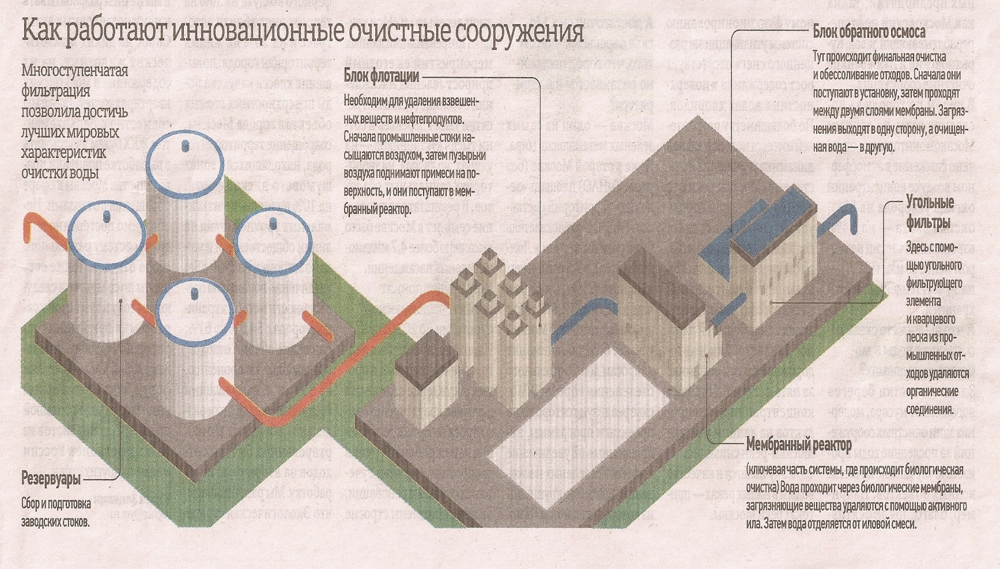 Как работают инновационные очистные сооружения
Многоступенчатая
фильтрация
позволила достичь
лучших мировых
характеристик
очистки воды
Блок флотации
Необходим для удаления взвешен-
ных веществ и нефтепродуктов.
Сначала промышленные стоки на-
сыщаются воздухом, затем пузырьки
воздуха поднимают примеси на по-
верхность, и они поступают в мем-
бранный реактор.
Блок обратного осмоса
Тут происходит финальная очистка
и обессоливание отходов. Сначала они
поступают в установку, затем проходят
между двумя слоями мембраны. Загряз-
нения выходят в одну сторону, а очищен-
ная вода — в другую.
Угольные
фильтры
Здесь с помо-
щью угольного
фильтрующего
элемента
и кварцевого
песка из про-
мышленных от-
ходов удаляются
органические
соединения.
Мембранный реактор
(ключевая часть системы, где происходит биологическая
очистка) Вода проходит через биологические мембраны,
загрязняющие вещества удаляются с помощью активного
ила. Затем вода отделяется от иловой смеси.
Резервуары
Сбор и подготовка
заводских стоков.